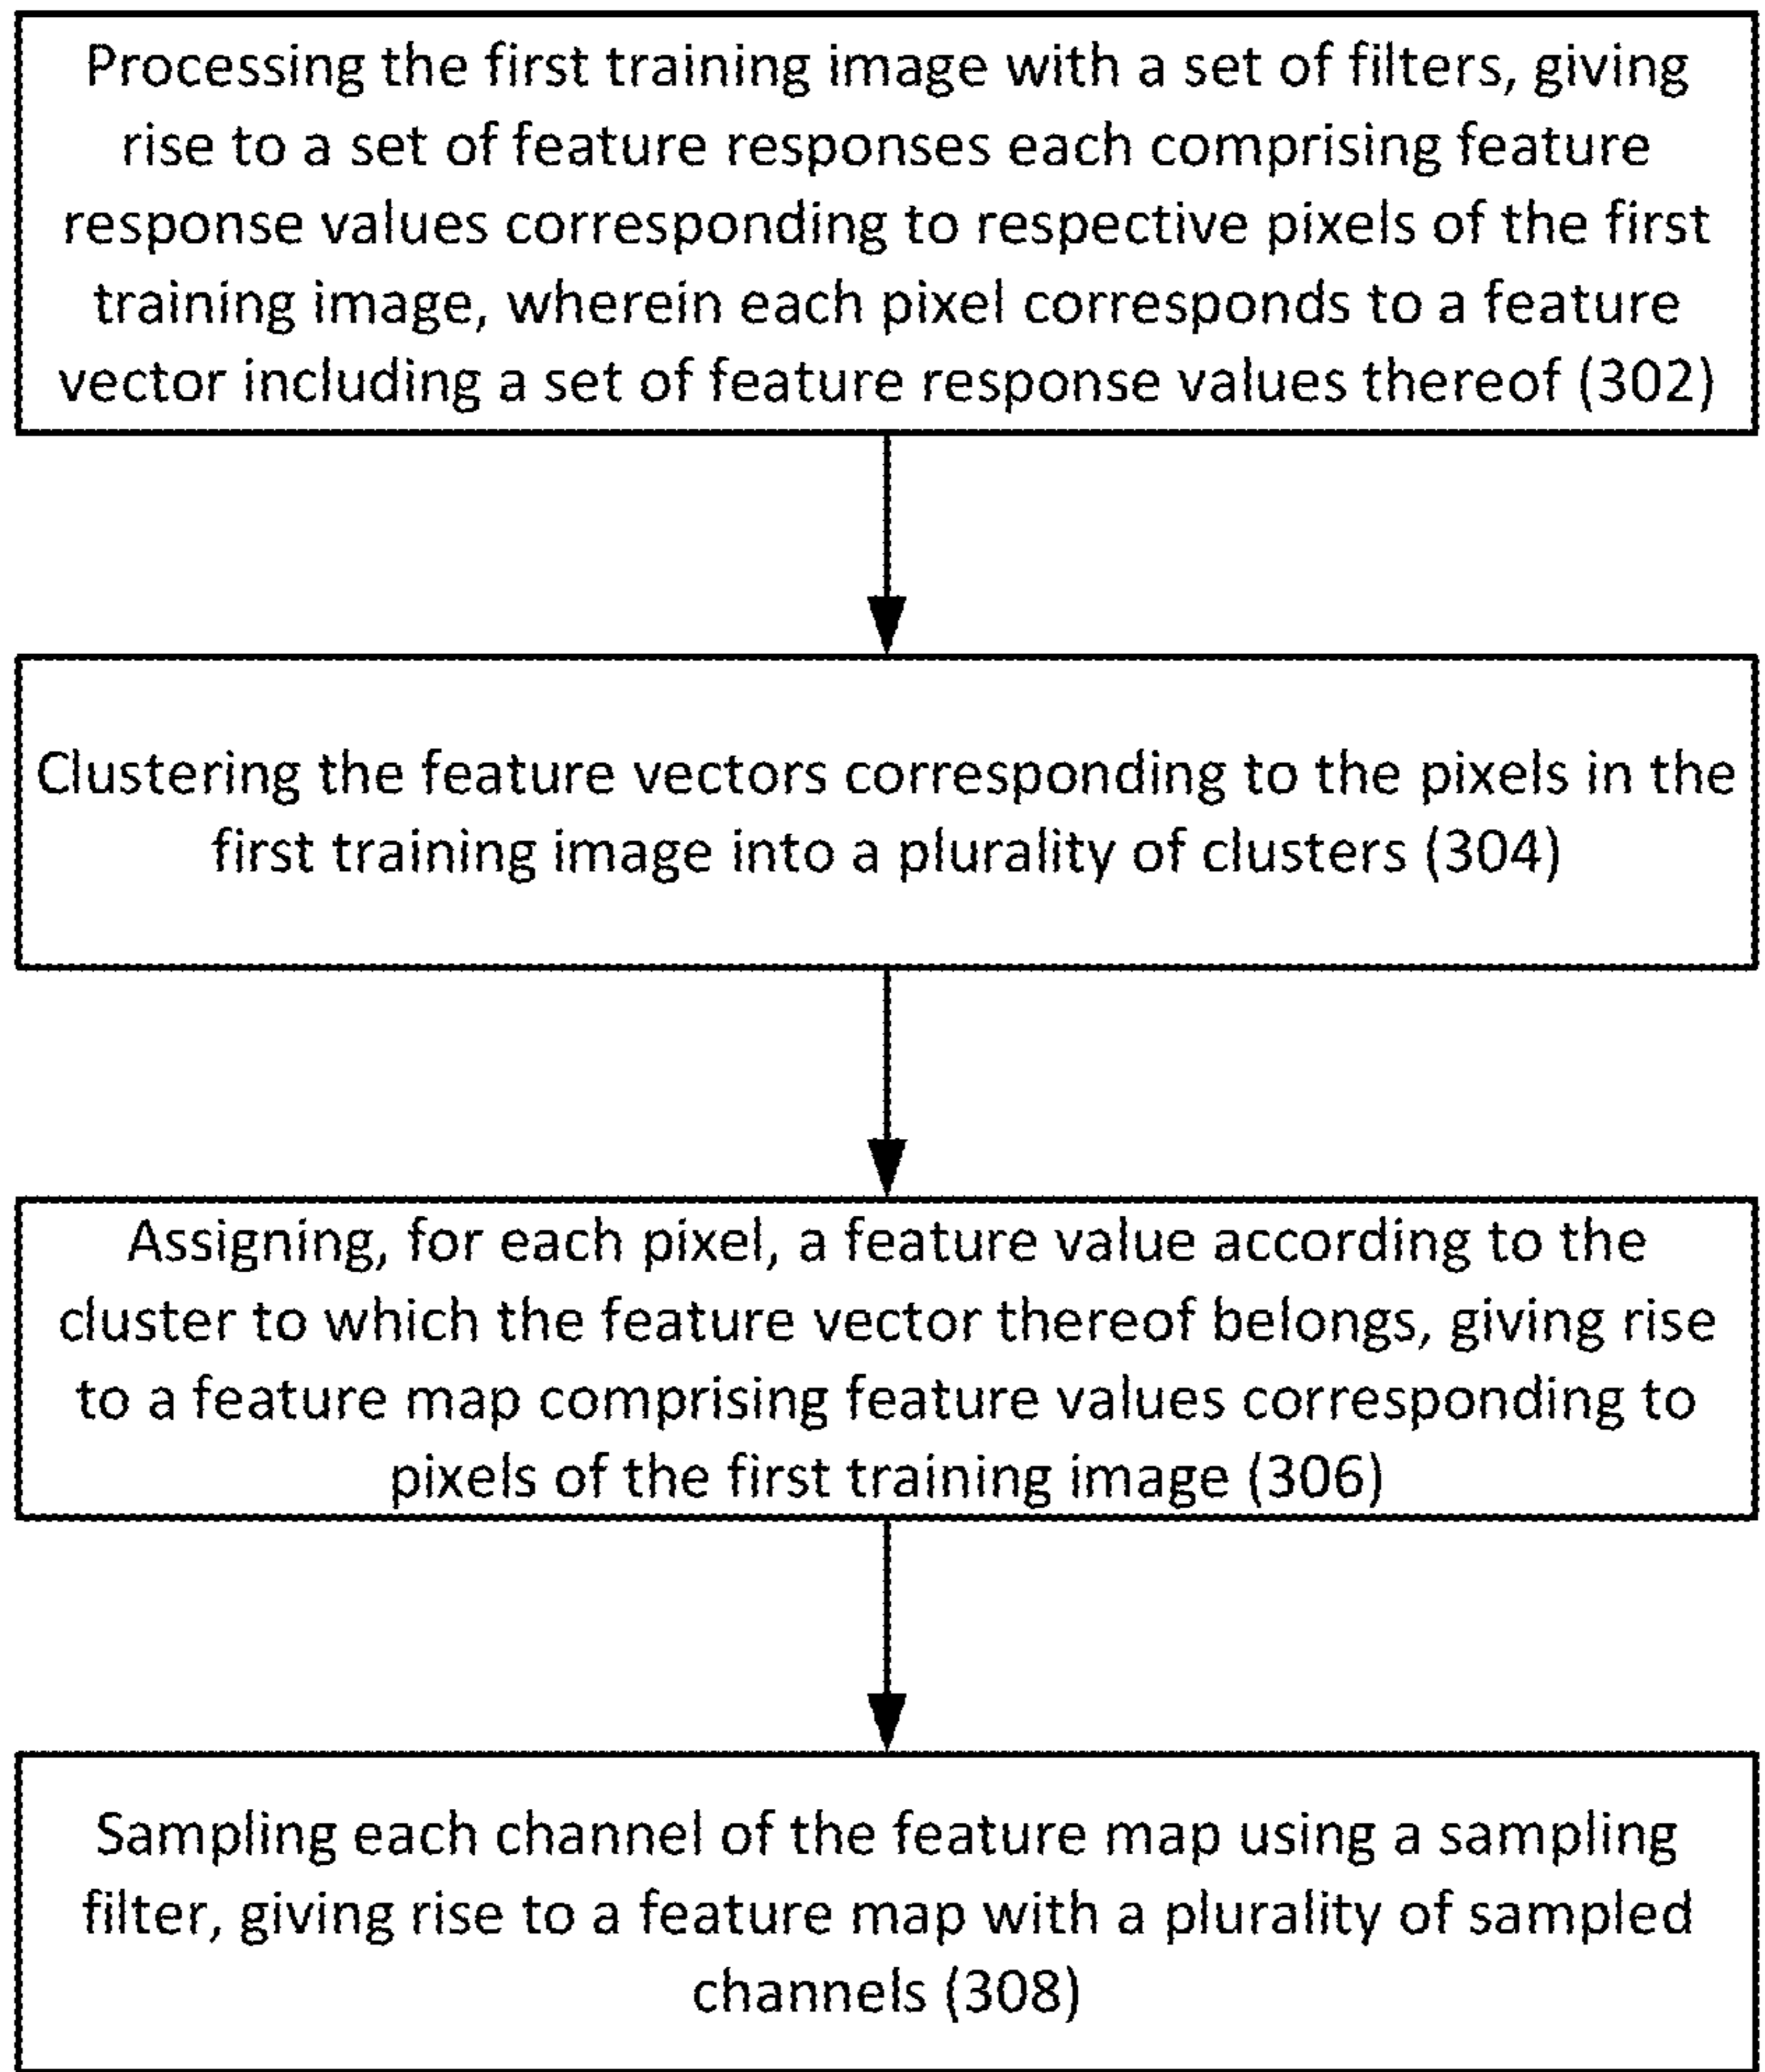 Processing the first training image with a set of filters, giving
rise to a set of feature responses each comprising feature
response values corresponding to respective pixels of the first
training image, wherein each pixel corresponds to a feature
vector including a set of feature response values thereof (302)
Clustering the feature vectors corresponding to the pixels in the
first training image into a plurality of clusters (304)
Assigning, for each pixel, a feature value according to the
cluster to which the feature vector thereof belongs, giving rise
to a feature map comprising feature values corresponding to
pixels of the first training image (306)
Sampling each channel of the feature map using a sampling
filter, giving rise to a feature map with a plurality of sampled
channels (308)